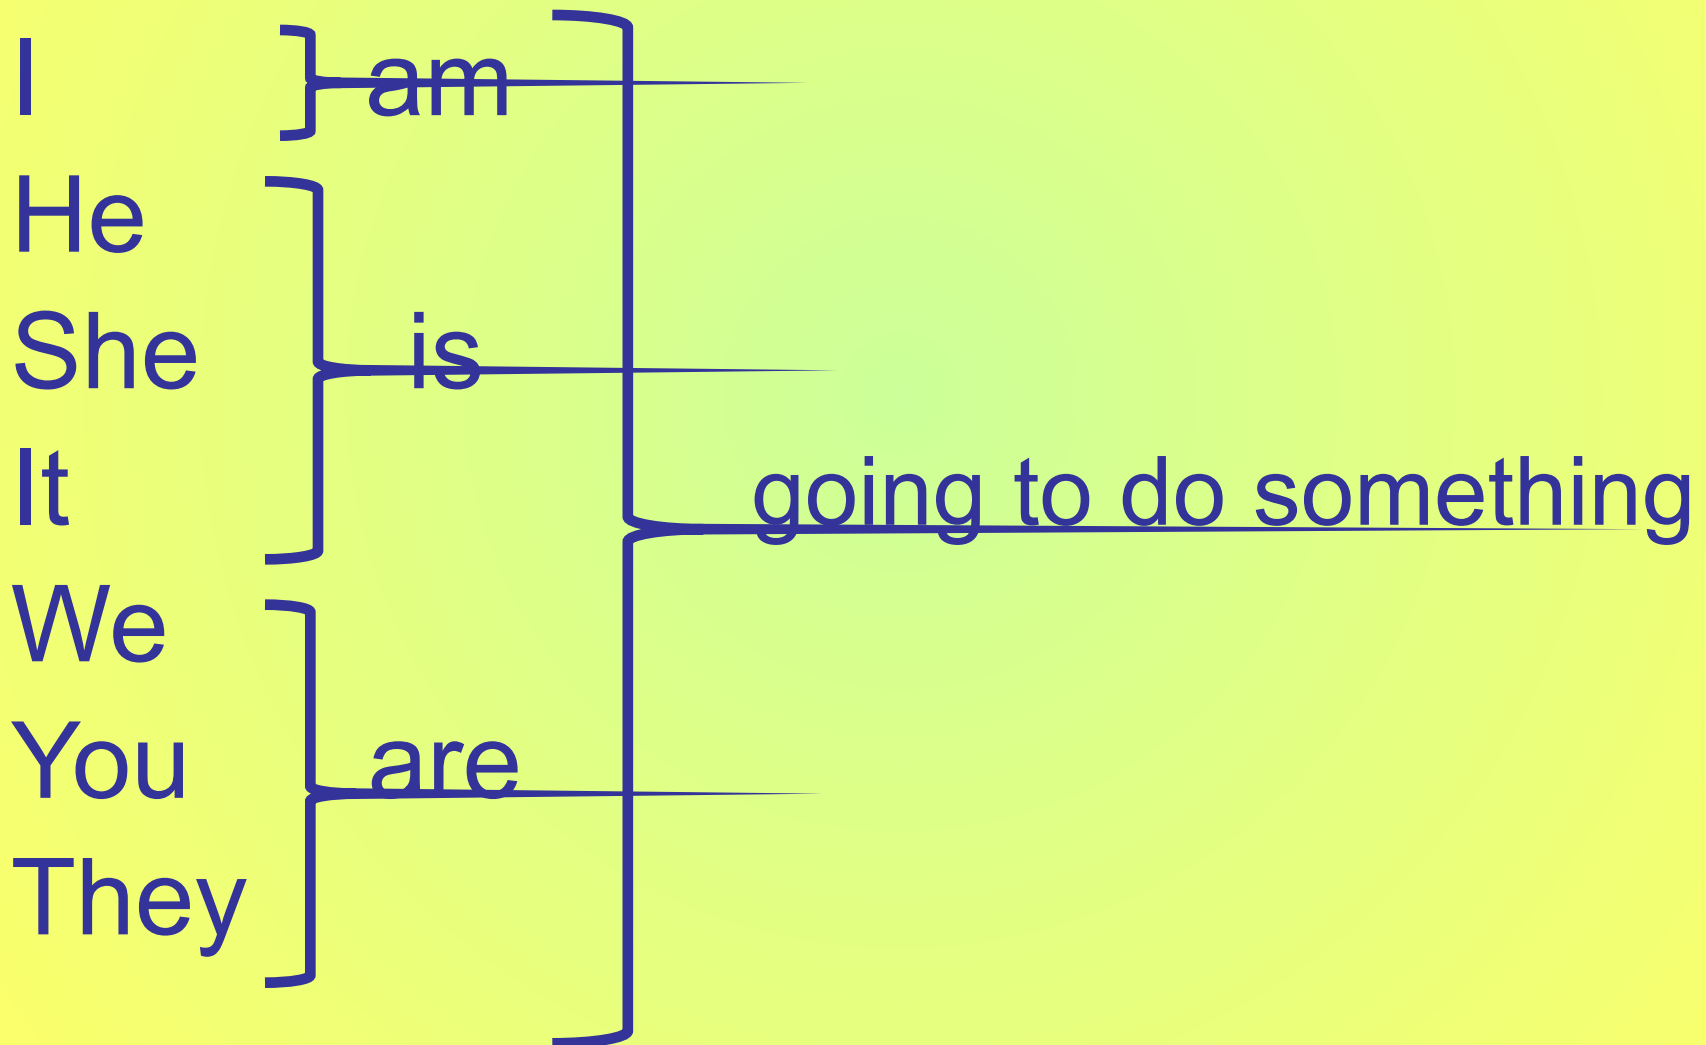 I am
He
She is
It going to do something
We
You are
They